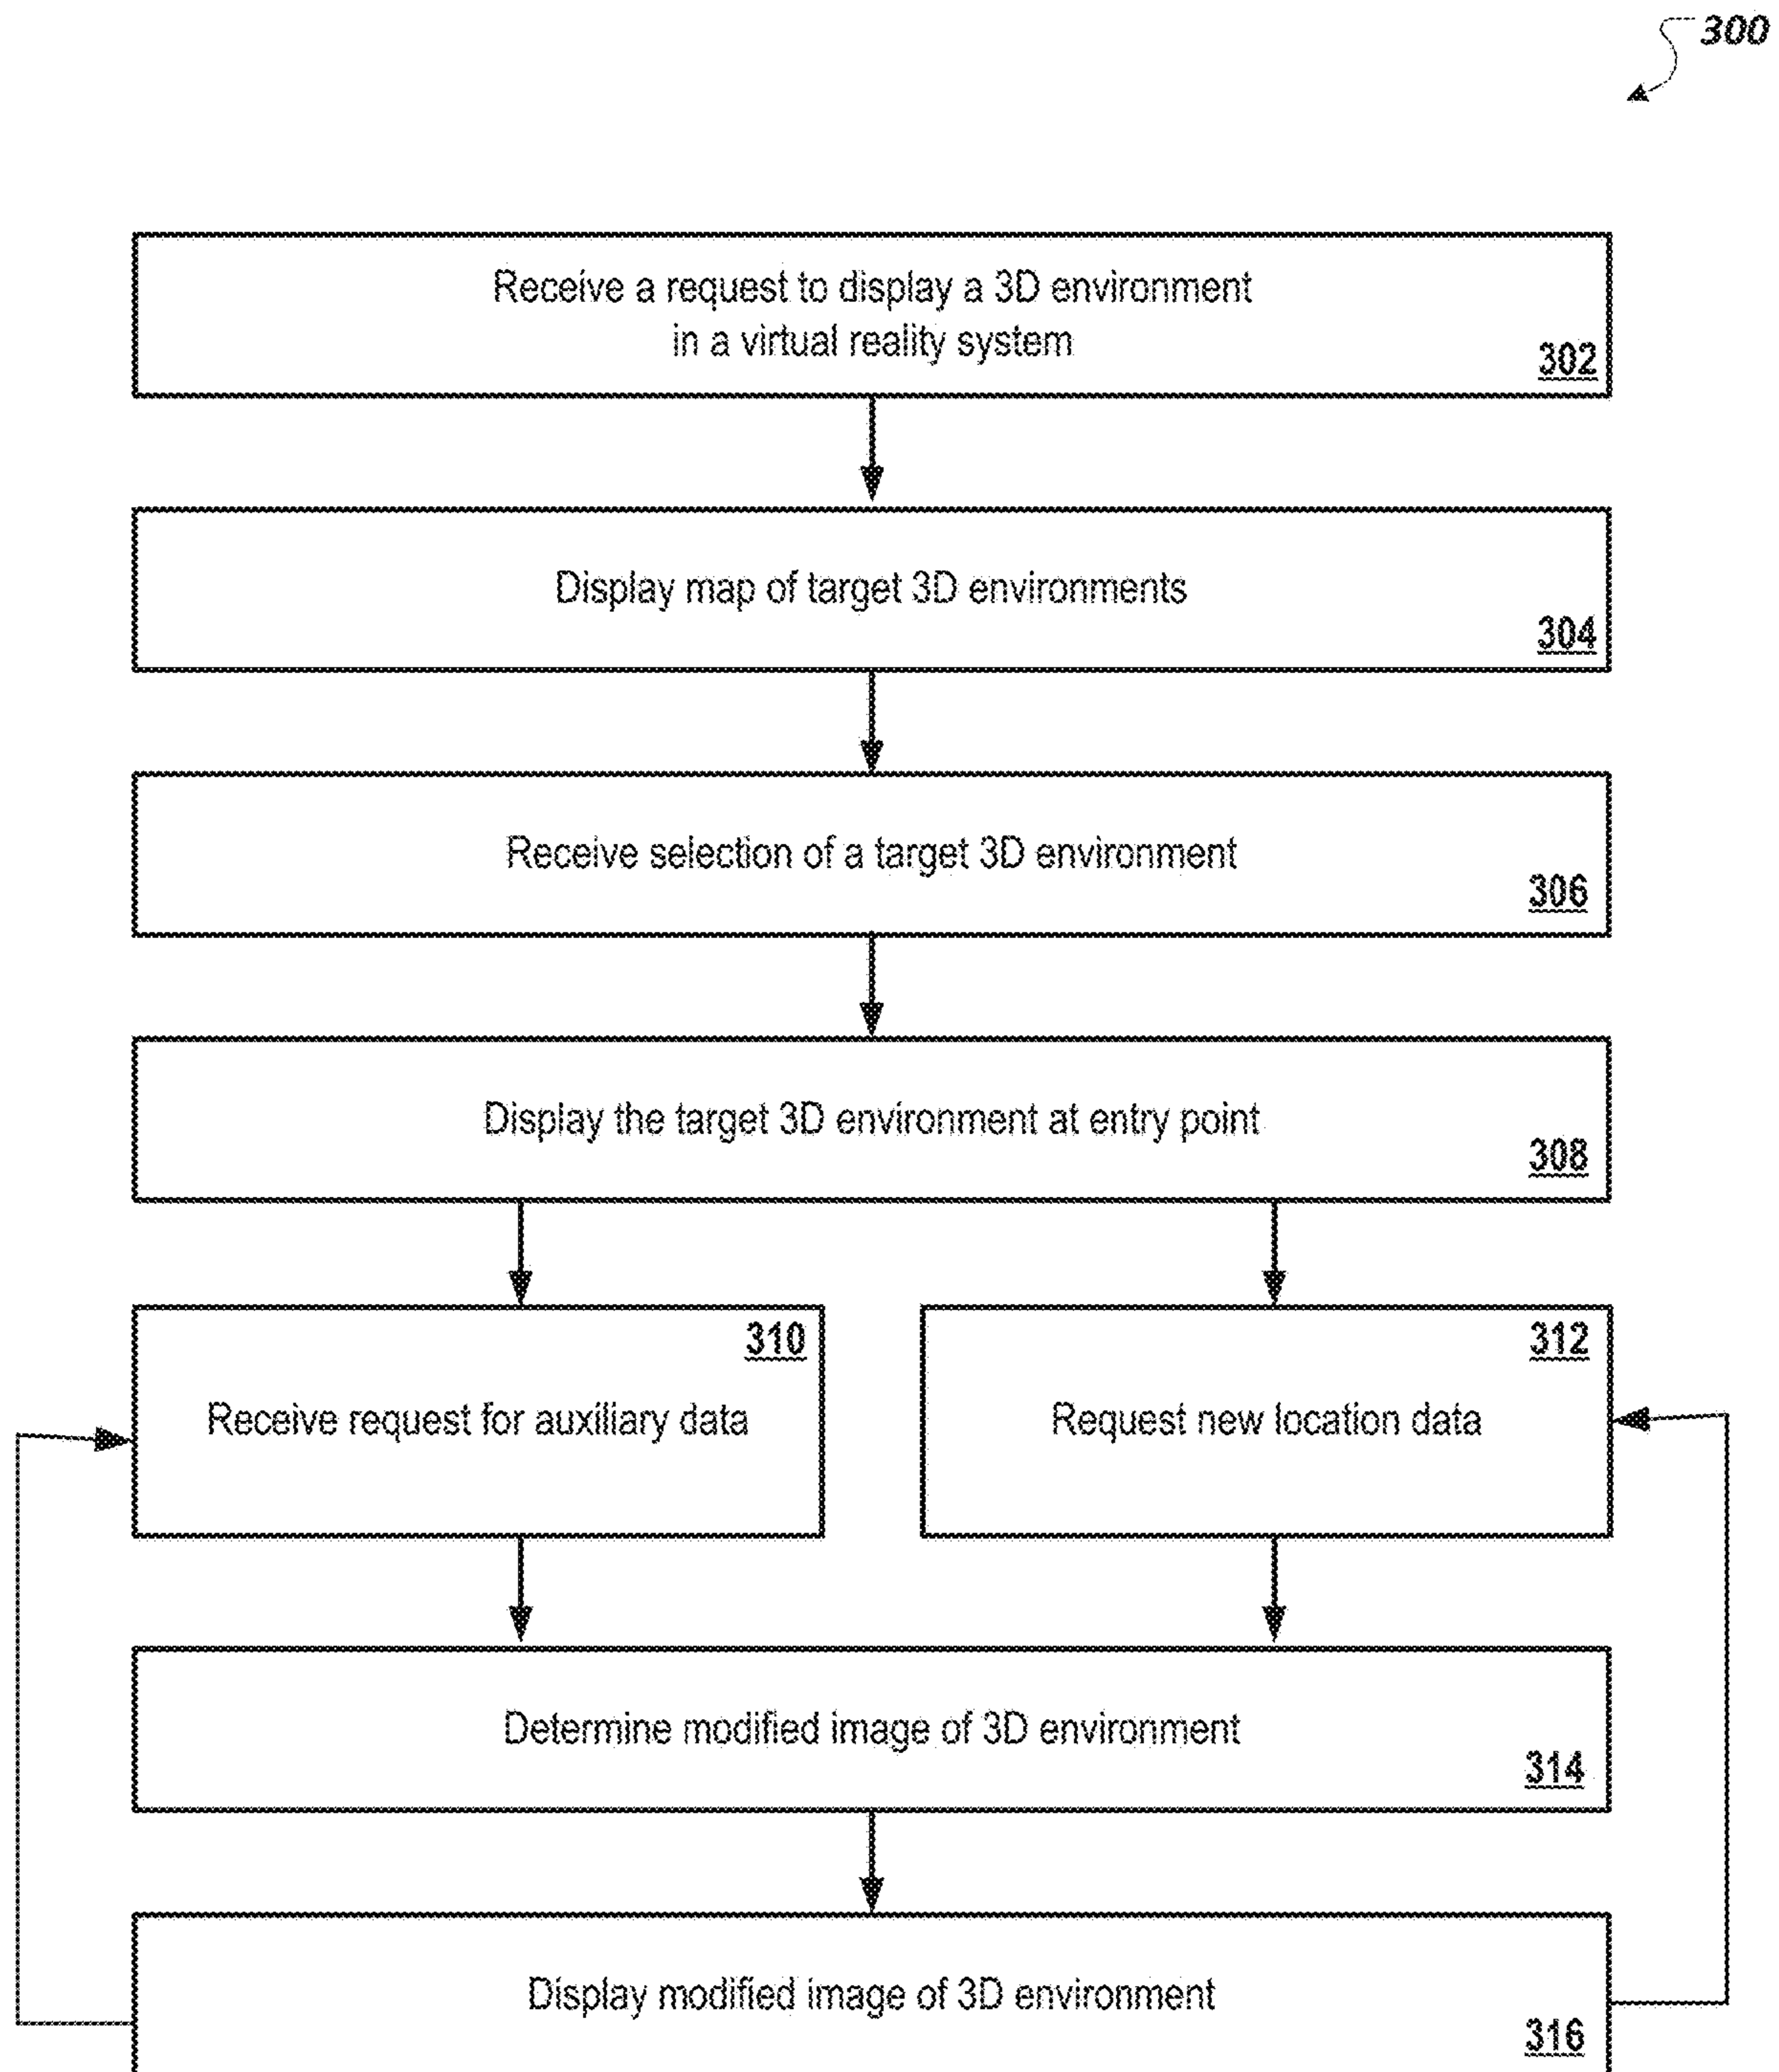 300
Receive a request to display a 3D environment
in a virtual reality system
302
Display map of target 3D environments
304
Receive selection of a target 3D environment
306
Display the target 3D environment at entry point
308
310
Receive request for auxiliary data
312
Request new location data
Determine modified image of 3D environment
314
Display modified image of 3D environment
316